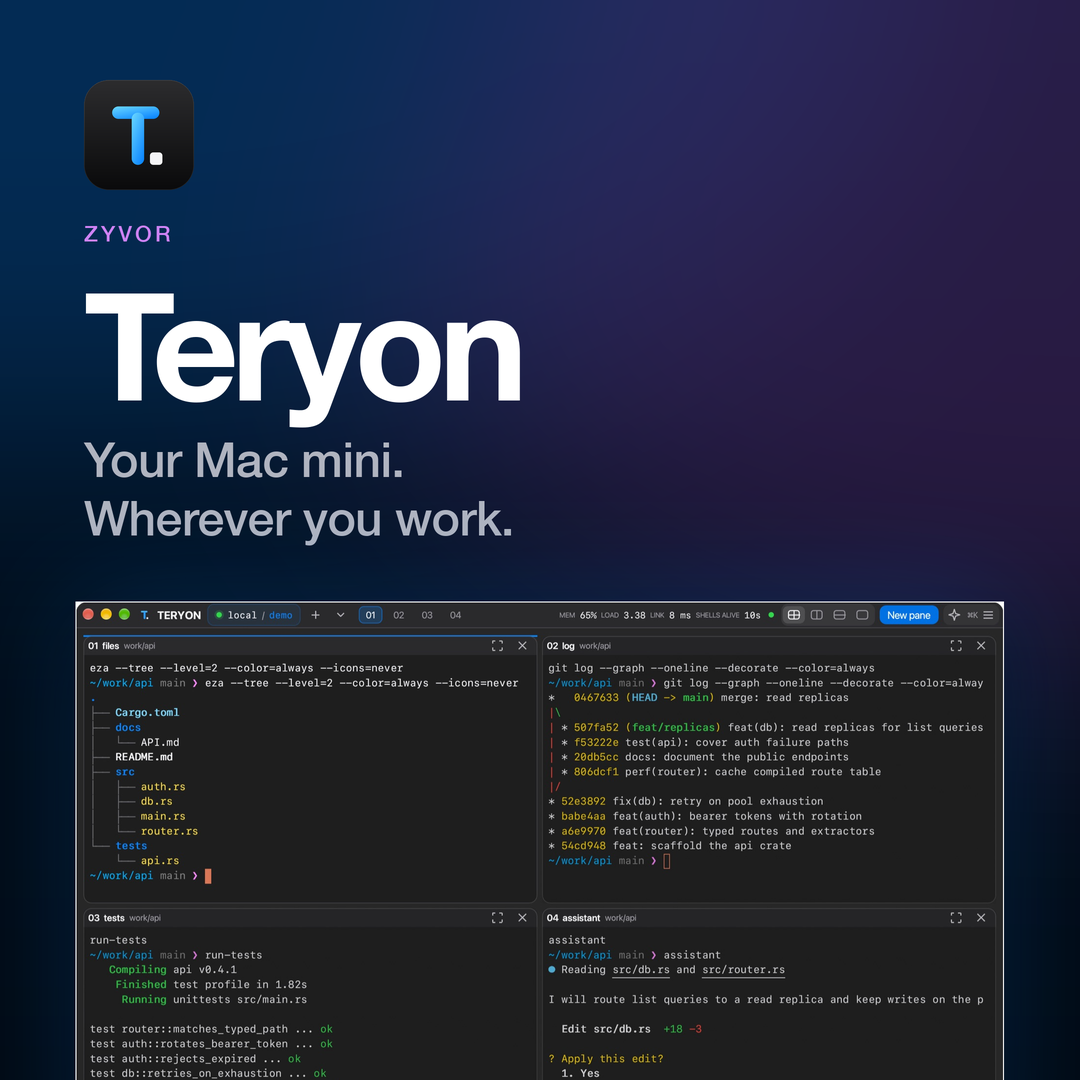 T.
ZYVOR
Teryon
Your Mac mini.
Wherever you work.
T. TERYON local / demo + 01 02 03 04 MEM 65% LOAD 3.38 LINK 8 ms SHELLS ALIVE 10s New pane ⌘K
01 files work/api
eza --tree --level=2 --color=always --icons=never
~/work/api main ❯ eza --tree --level=2 --color=always --icons=never
.
├── Cargo.toml
├── docs
│   └── API.md
├── README.md
├── src
│   ├── auth.rs
│   ├── db.rs
│   ├── main.rs
│   └── router.rs
└── tests
    └── api.rs
~/work/api main ❯
02 log work/api
git log --graph --oneline --decorate --color=always
~/work/api main ❯ git log --graph --oneline --decorate --color=alway
*   0467633 (HEAD -> main) merge: read replicas
|\
| * 507fa52 (feat/replicas) feat(db): read replicas for list queries
| * f53222e test(api): cover auth failure paths
| * 20db5cc docs: document the public endpoints
| * 806dcf1 perf(router): cache compiled route table
|/
* 52e3892 fix(db): retry on pool exhaustion
* babe4aa feat(auth): bearer tokens with rotation
* a6e9970 feat(router): typed routes and extractors
* 54cd948 feat: scaffold the api crate
~/work/api main ❯
03 tests work/api
run-tests
~/work/api main ❯ run-tests
Compiling api v0.4.1
Finished test profile in 1.82s
Running unittests src/main.rs
test router::matches_typed_path ... ok
test auth::rotates_bearer_token ... ok
test auth::rejects_expired ... ok
test db::retries_on_exhaustion ... ok
04 assistant work/api
assistant
~/work/api main ❯ assistant
● Reading src/db.rs and src/router.rs
I will route list queries to a read replica and keep writes on the p
Edit src/db.rs +18 -3
? Apply this edit?
1. Yes